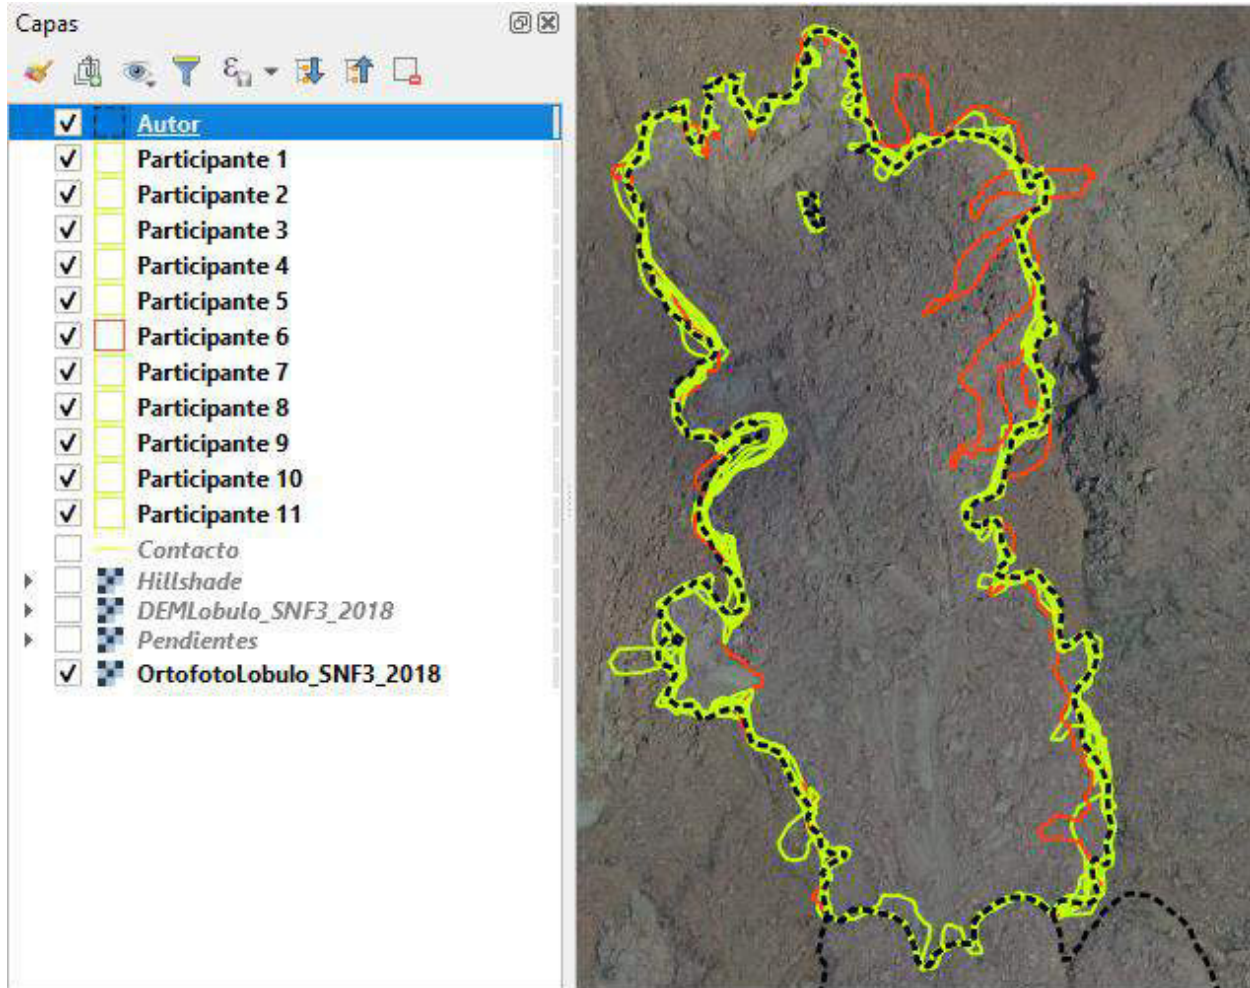 Capas
Autor
Participante 1
Participante 2
Participante 3
Participante 4
Participante 5
Participante 6
Participante 7
Participante 8
Participante 9
Participante 10
Participante 11
Contacto
Hillshade
DEMLobulo_SNF3_2018
Pendientes
OrtofotoLobulo_SNF3_2018